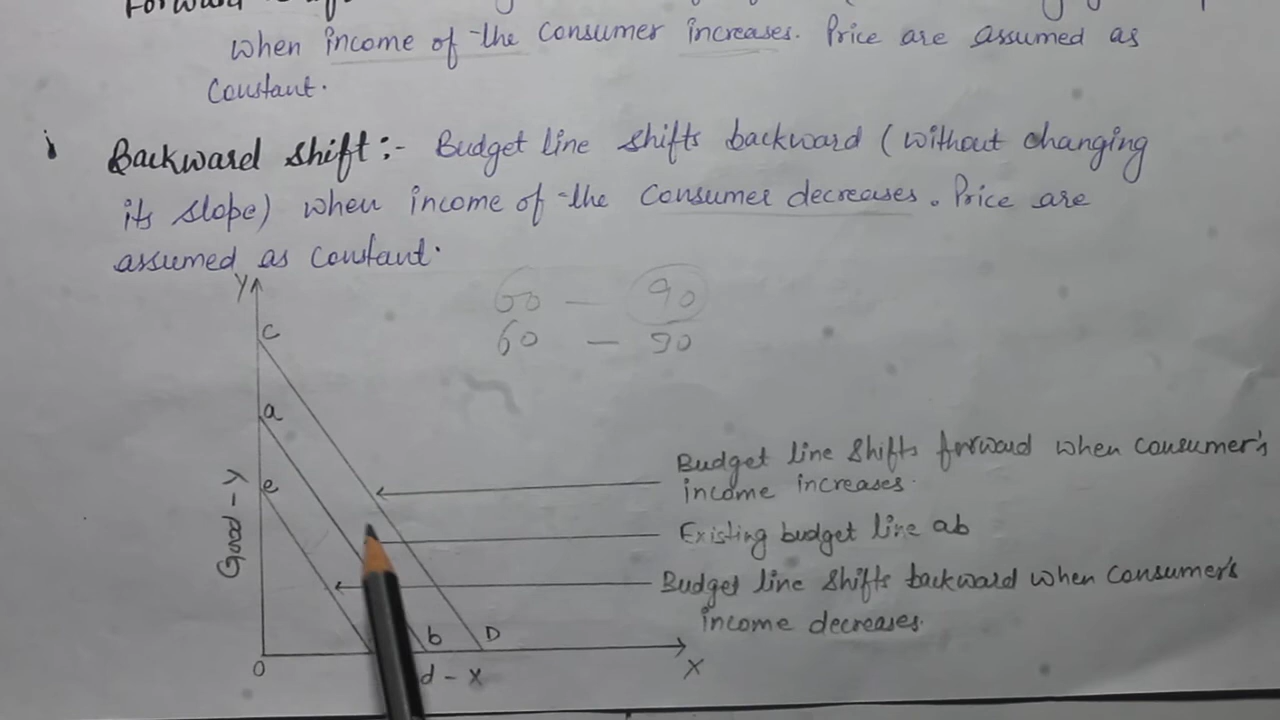 Forward
when income of the consumer increases. Price are assumed as
constant.
i Backward shift:- Budget line shifts backward (without changing
its slope) when income of the consumer decreases. Price are
assumed as constant.
60 - 90
60 - 90
Y
C
a
e
Good - Y
Budget line shifts forward when consumer's
income increases.
Existing budget line ab
Budget line shifts backward when consumer's
income decreases.
b D
O
X
d - X